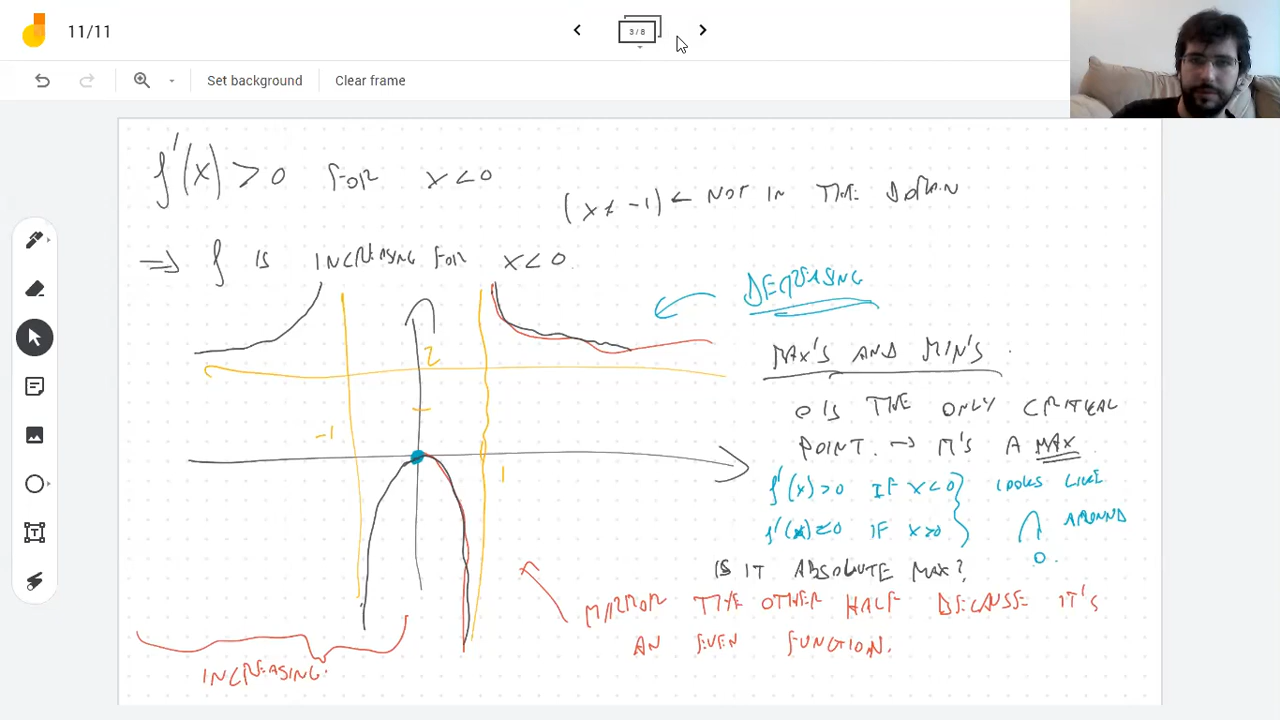 11/11
3 / 8
Set background
Clear frame
f'(x) > 0 FOR x < 0
(x ≠ -1) ← NOT IN THE DOMAIN
⇒ f IS INCREASING FOR x < 0.
DECREASING
2
-1
1
MAX'S AND MIN'S.
0 IS THE ONLY CRITICAL
POINT. → IT'S A MAX
f'(x) > 0 IF x < 0 } LOOKS LIKE
f'(x) < 0 IF x > 0 AROUND
0.
IS IT ABSOLUTE MAX?
MIRROR THE OTHER HALF BECAUSE IT'S
AN EVEN FUNCTION.
INCREASING.